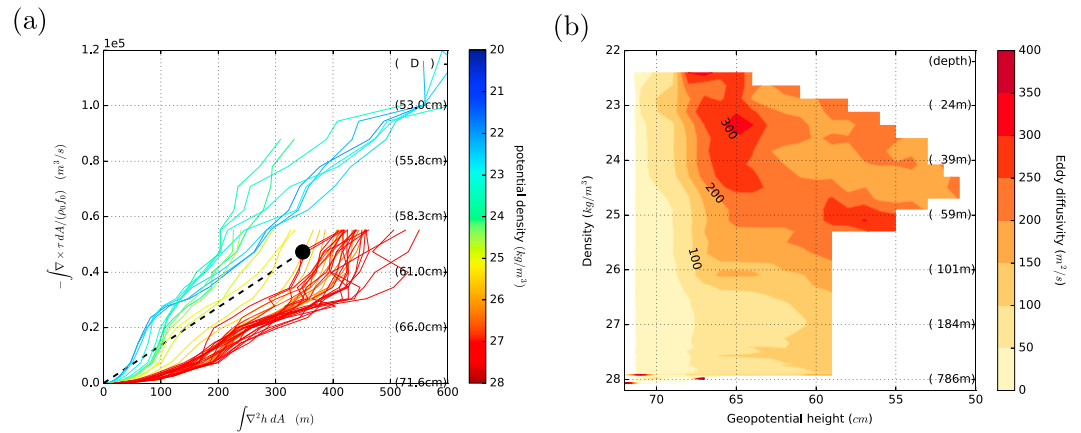 (a)
1e5
1.2
1.0
0.8
0.6
0.4
0.2
0.0
− ∫ ∇ × τ dA/(ρ₀f₀) (m³/s)
0 100 200 300 400 500 600
∫∇²h dA (m)
( D )
(53.0cm)
(55.8cm)
(58.3cm)
(61.0cm)
(66.0cm)
(71.6cm)
20
21
22
23
24
25
26
27
28
potential density (kg/m³)
(b)
22
23
24
25
26
27
28
Density (kg/m³)
70 65 60 55 50
Geopotential height (cm)
300
200
100
(depth)
( 24m)
( 39m)
( 59m)
( 101m)
( 184m)
( 786m)
400
350
300
250
200
150
100
50
0
Eddy diffusivity (m²/s)